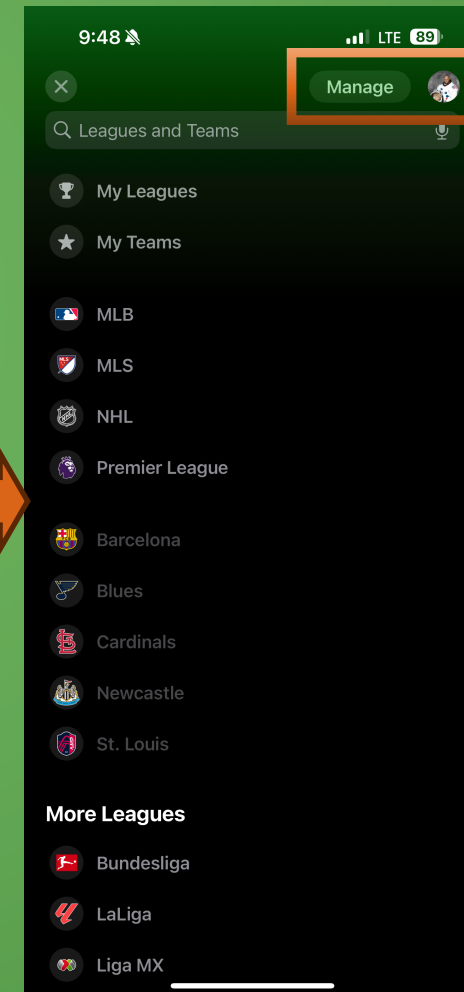 9:48
LTE 89
Manage
Leagues and Teams
My Leagues
My Teams
MLB
MLS
NHL
Premier League
Barcelona
Blues
Cardinals
Newcastle
St. Louis
More Leagues
Bundesliga
LaLiga
Liga MX